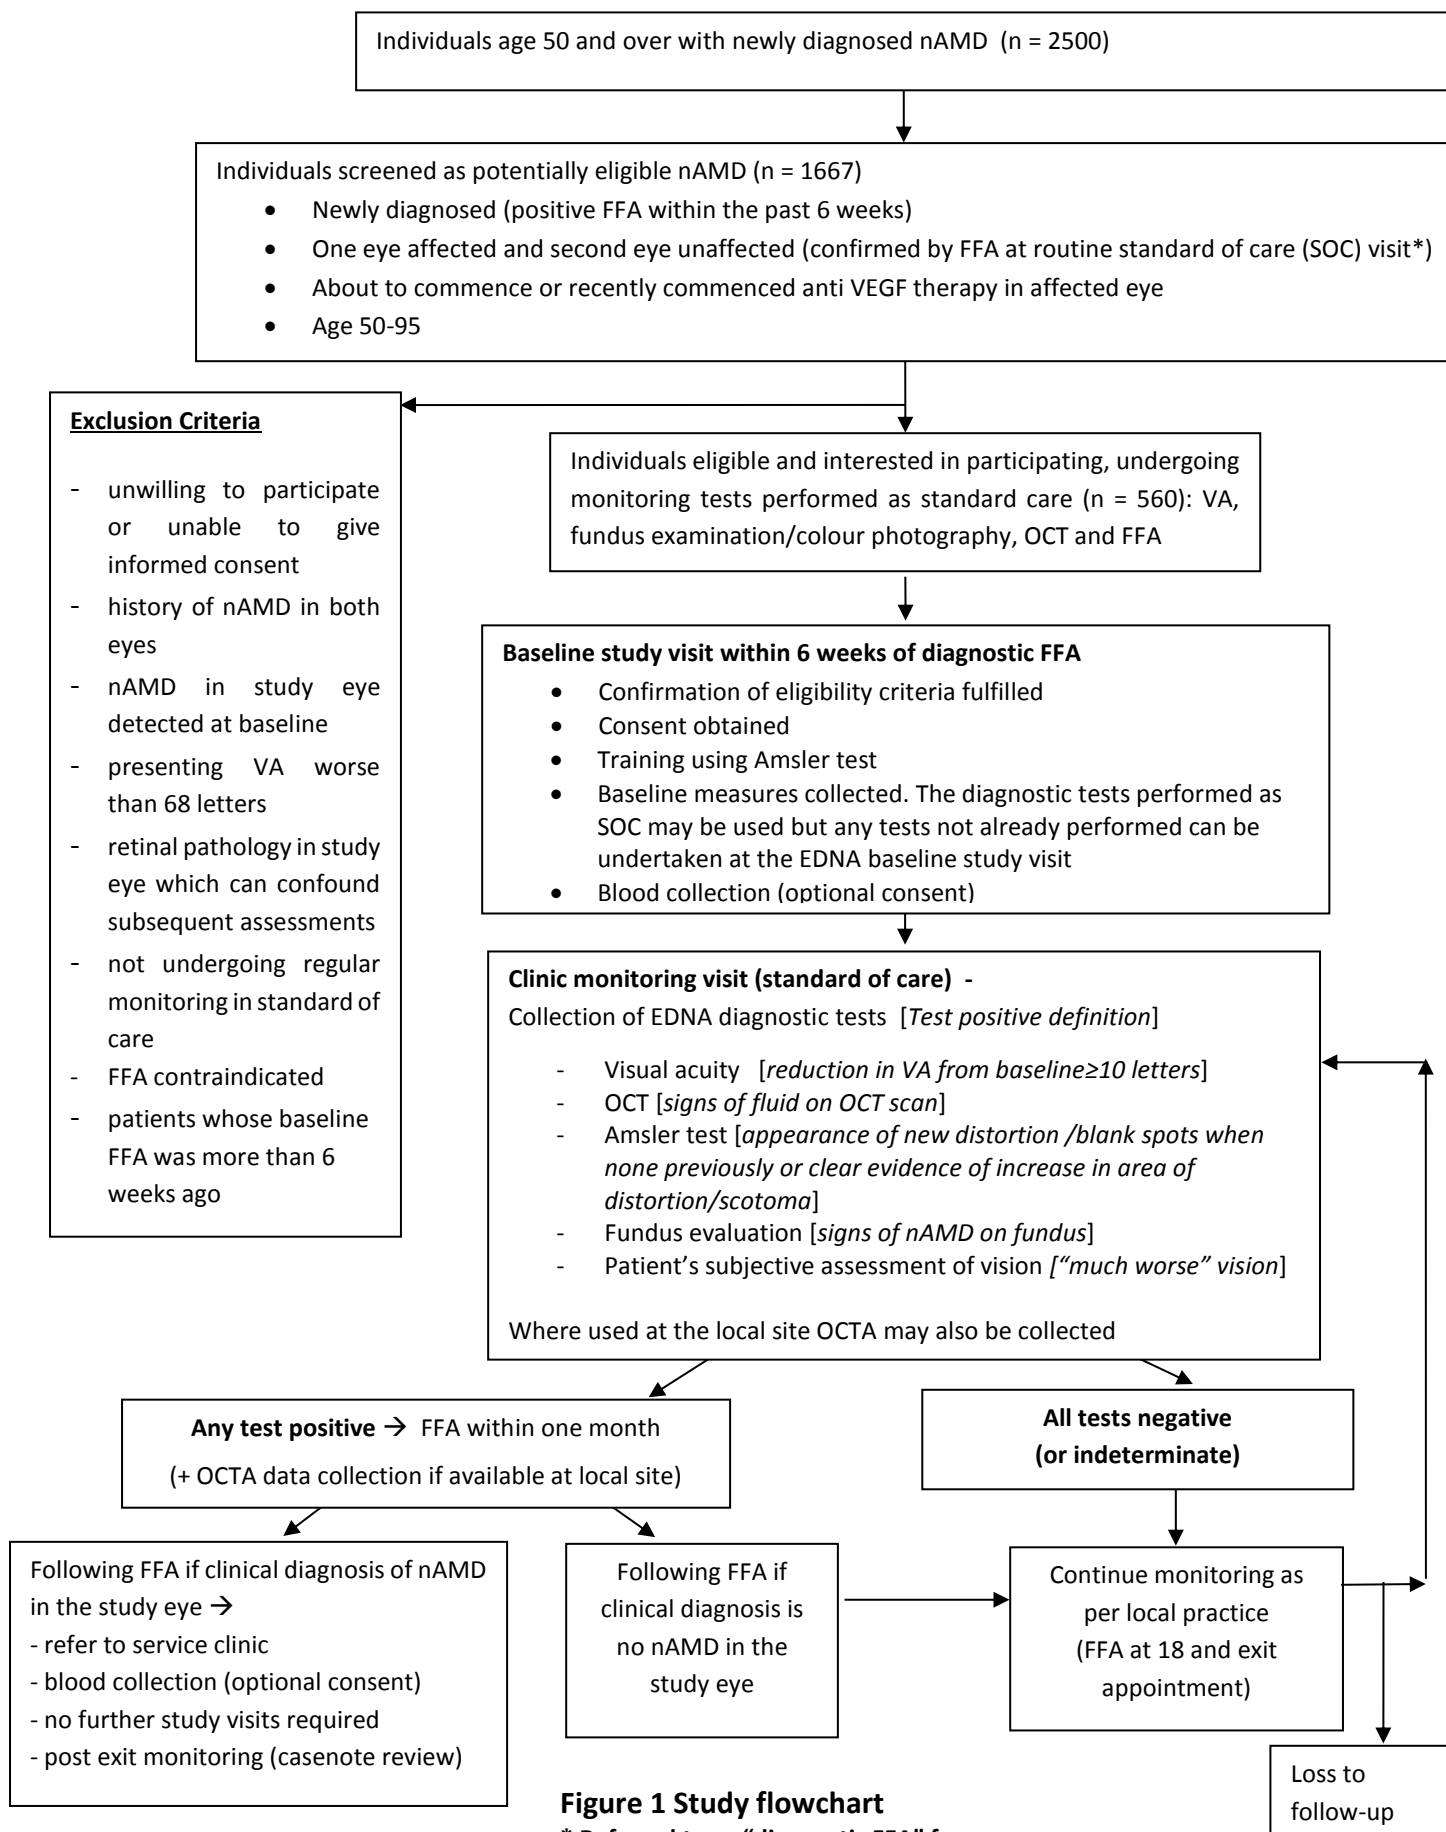 Individuals age 50 and over with newly diagnosed nAMD (n = 2500)
Individuals screened as potentially eligible nAMD (n = 1667)
• Newly diagnosed (positive FFA within the past 6 weeks)
• One eye affected and second eye unaffected (confirmed by FFA at routine standard of care (SOC) visit*)
• About to commence or recently commenced anti VEGF therapy in affected eye
• Age 50-95
Exclusion Criteria
- unwilling to participate
or unable to give
informed consent
- history of nAMD in both
eyes
- nAMD in study eye
detected at baseline
- presenting VA worse
than 68 letters
- retinal pathology in study
eye which can confound
subsequent assessments
- not undergoing regular
monitoring in standard of
care
- FFA contraindicated
- patients whose baseline
FFA was more than 6
weeks ago
Individuals eligible and interested in participating, undergoing
monitoring tests performed as standard care (n = 560): VA,
fundus examination/colour photography, OCT and FFA
Baseline study visit within 6 weeks of diagnostic FFA
• Confirmation of eligibility criteria fulfilled
• Consent obtained
• Training using Amsler test
• Baseline measures collected. The diagnostic tests performed as
SOC may be used but any tests not already performed can be
undertaken at the EDNA baseline study visit
• Blood collection (optional consent)
Clinic monitoring visit (standard of care) -
Collection of EDNA diagnostic tests [Test positive definition]
- Visual acuity [reduction in VA from baseline≥10 letters]
- OCT [signs of fluid on OCT scan]
- Amsler test [appearance of new distortion /blank spots when
none previously or clear evidence of increase in area of
distortion/scotoma]
- Fundus evaluation [signs of nAMD on fundus]
- Patient's subjective assessment of vision ["much worse" vision]
Where used at the local site OCTA may also be collected
Any test positive → FFA within one month
(+ OCTA data collection if available at local site)
All tests negative
(or indeterminate)
Following FFA if clinical diagnosis of nAMD
in the study eye →
- refer to service clinic
- blood collection (optional consent)
- no further study visits required
- post exit monitoring (casenote review)
Following FFA if
clinical diagnosis is
no nAMD in the
study eye
Continue monitoring as
per local practice
(FFA at 18 and exit
appointment)
Loss to
follow-up
Figure 1 Study flowchart